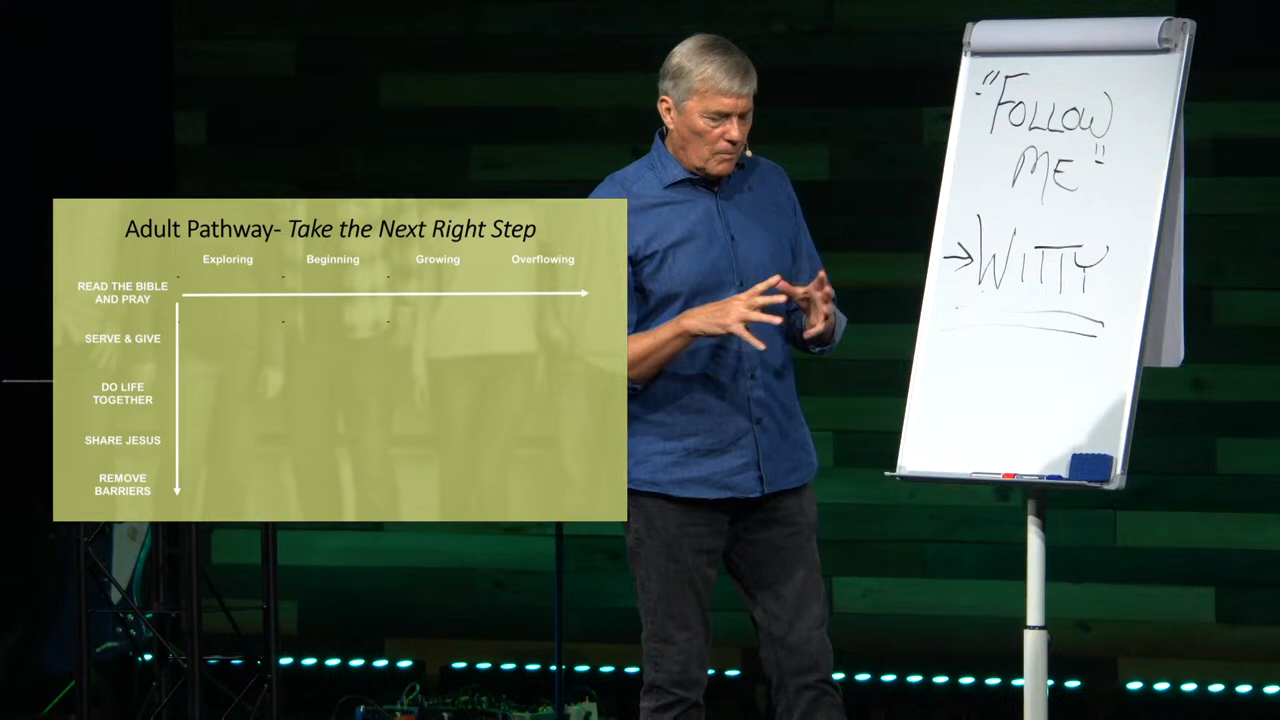 Adult Pathway- Take the Next Right Step
Exploring Beginning Growing Overflowing
READ THE BIBLE
AND PRAY
SERVE & GIVE
DO LIFE
TOGETHER
SHARE JESUS
REMOVE
BARRIERS
"FOLLOW
ME"
→WITTY